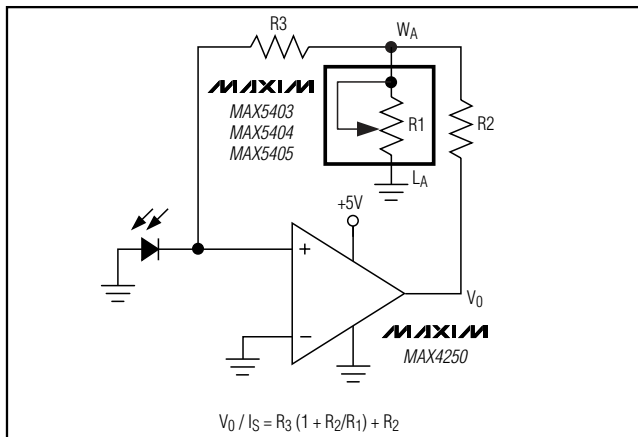 R3
WA
MAXIM
MAX5403
MAX5404
MAX5405
R1
R2
LA
+5V
+
−
V0
MAXIM
MAX4250
V0 / IS = R3 (1 + R2/R1) + R2